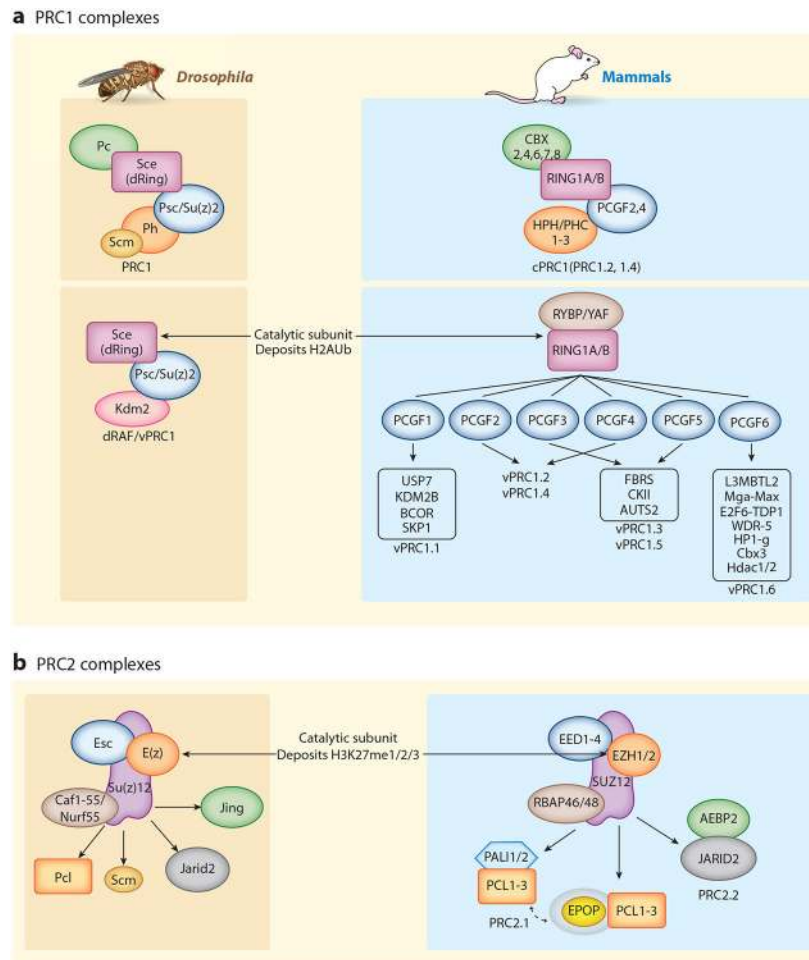 a PRC1 complexes
Drosophila
Mammals
Pc
Sce
(dRing)
Psc/Su(z)2
Ph
Scm
PRC1
CBX
2,4,6,7,8
RING1A/B
PCGF2,4
HPH/PHC
1-3
cPRC1(PRC1.2, 1.4)
Sce
(dRing)
Psc/Su(z)2
Kdm2
dRAF/vPRC1
Catalytic subunit
Deposits H2AUb
RYBP/YAF
RING1A/B
PCGF1
PCGF2
PCGF3
PCGF4
PCGF5
PCGF6
USP7
KDM2B
BCOR
SKP1
vPRC1.1
vPRC1.2
vPRC1.4
FBRS
CKII
AUTS2
vPRC1.3
vPRC1.5
L3MBTL2
Mga-Max
E2F6-TDP1
WDR-5
HP1-g
Cbx3
Hdac1/2
vPRC1.6
b PRC2 complexes
Esc
E(z)
Su(z)12
Caf1-55/
Nurf55
Jing
Pcl
Scm
Jarid2
Catalytic subunit
Deposits H3K27me1/2/3
EED1-4
EZH1/2
SUZ12
RBAP46/48
AEBP2
JARID2
PRC2.2
PALI1/2
PCL1-3
PRC2.1
EPOP
PCL1-3